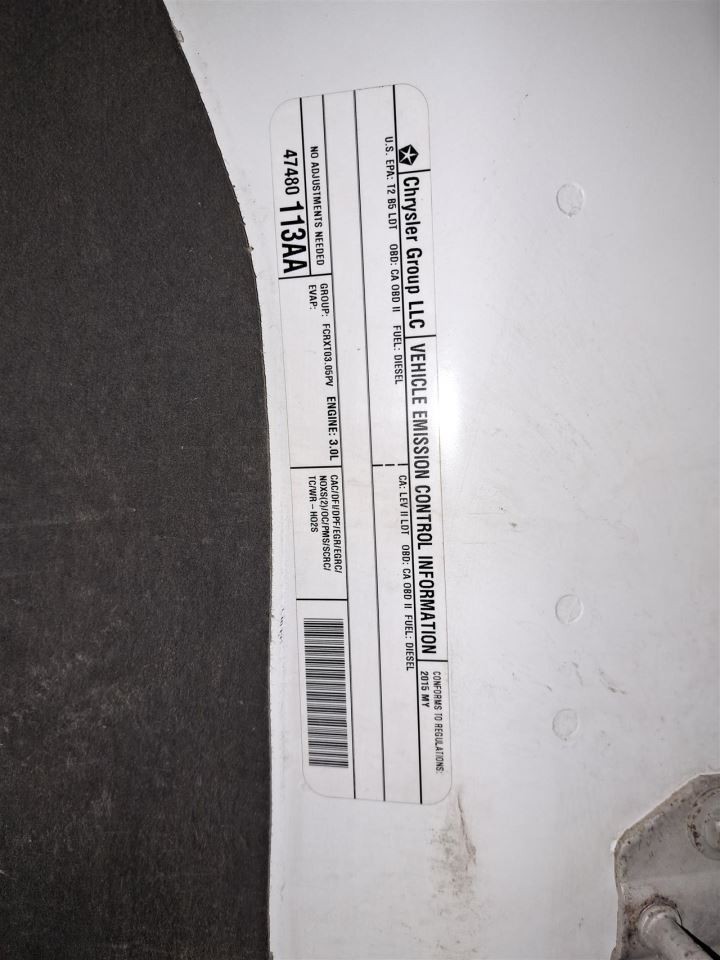 Chrysler Group LLC
VEHICLE EMISSION CONTROL INFORMATION
CONFORMS TO REGULATIONS:
2015 MY
U.S. EPA: T2 B5 LDT OBD: CA OBD II FUEL: DIESEL
CA: LEV II LDT OBD: CA OBD II FUEL: DIESEL
NO ADJUSTMENTS NEEDED
47480 113AA
GROUP: FCRXT03.05PV ENGINE: 3.0L
EVAP:
CAC/DFI/DPF/EGR/EGRC/
NOXS(2)/OC/PMS/SCRC/
TC/WR-HO2S